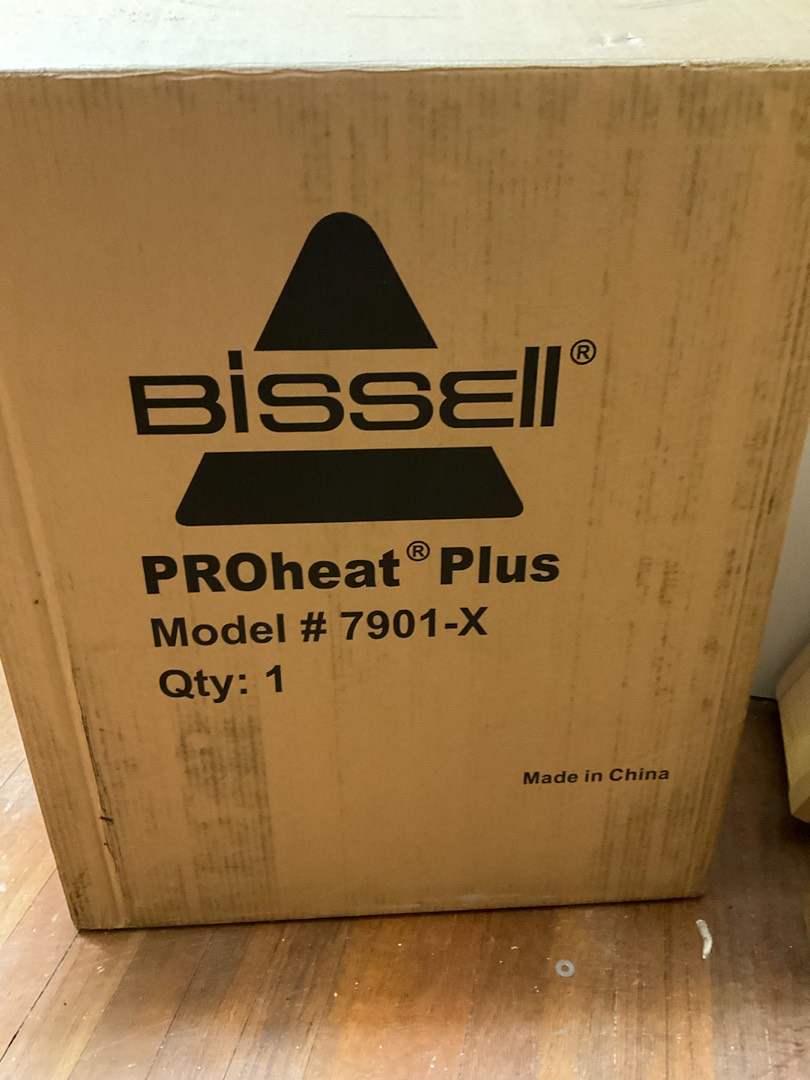 BISSELL®
PROheat® Plus
Model # 7901-X
Qty: 1
Made in China